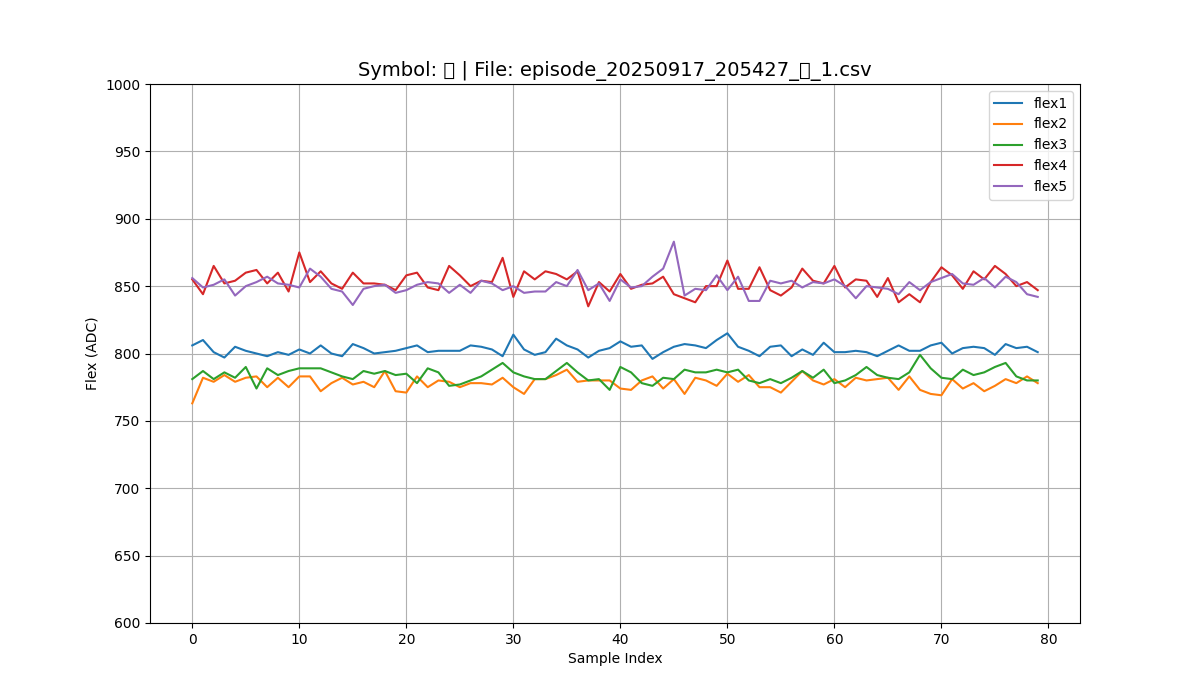 Symbol: | File: episode_20250917_205427_ _1.csv
1000
950
900
850
800
750
700
650
600
Flex (ADC)
flex1
flex2
flex3
flex4
flex5
0 10 20 30 40 50 60 70 80
Sample Index